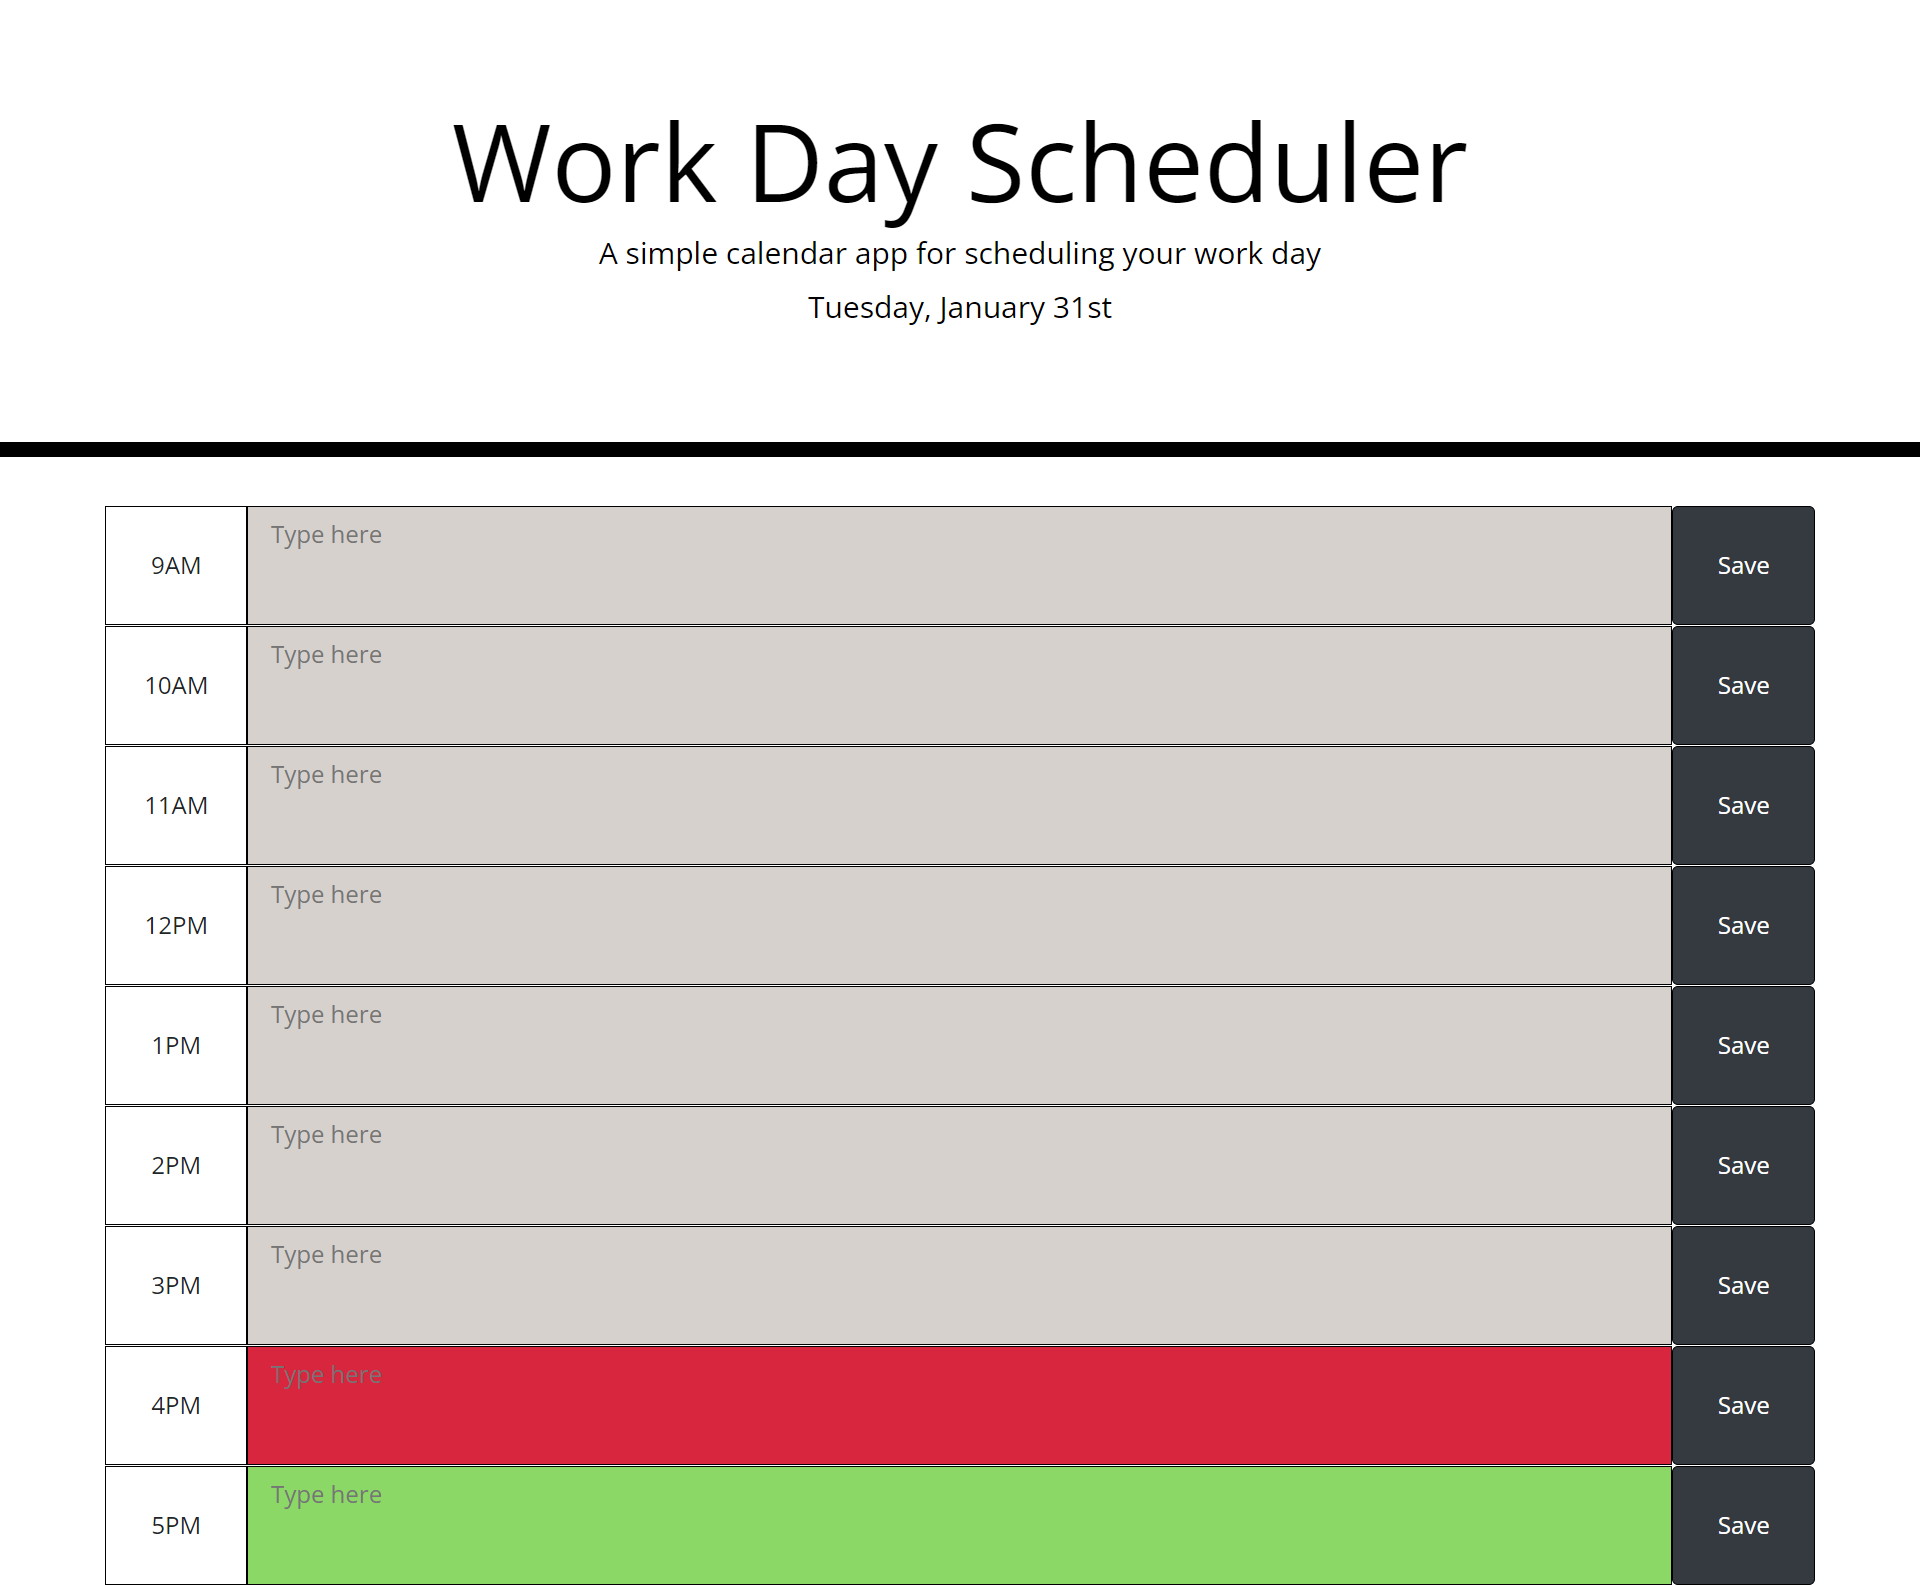 Work Day Scheduler
A simple calendar app for scheduling your work day
Tuesday, January 31st
Type here
9AM
Save
Type here
10AM
Save
Type here
11AM
Save
Type here
12PM
Save
Type here
1PM
Save
Type here
2PM
Save
Type here
3PM
Save
Type here
4PM
Save
Type here
5PM
Save